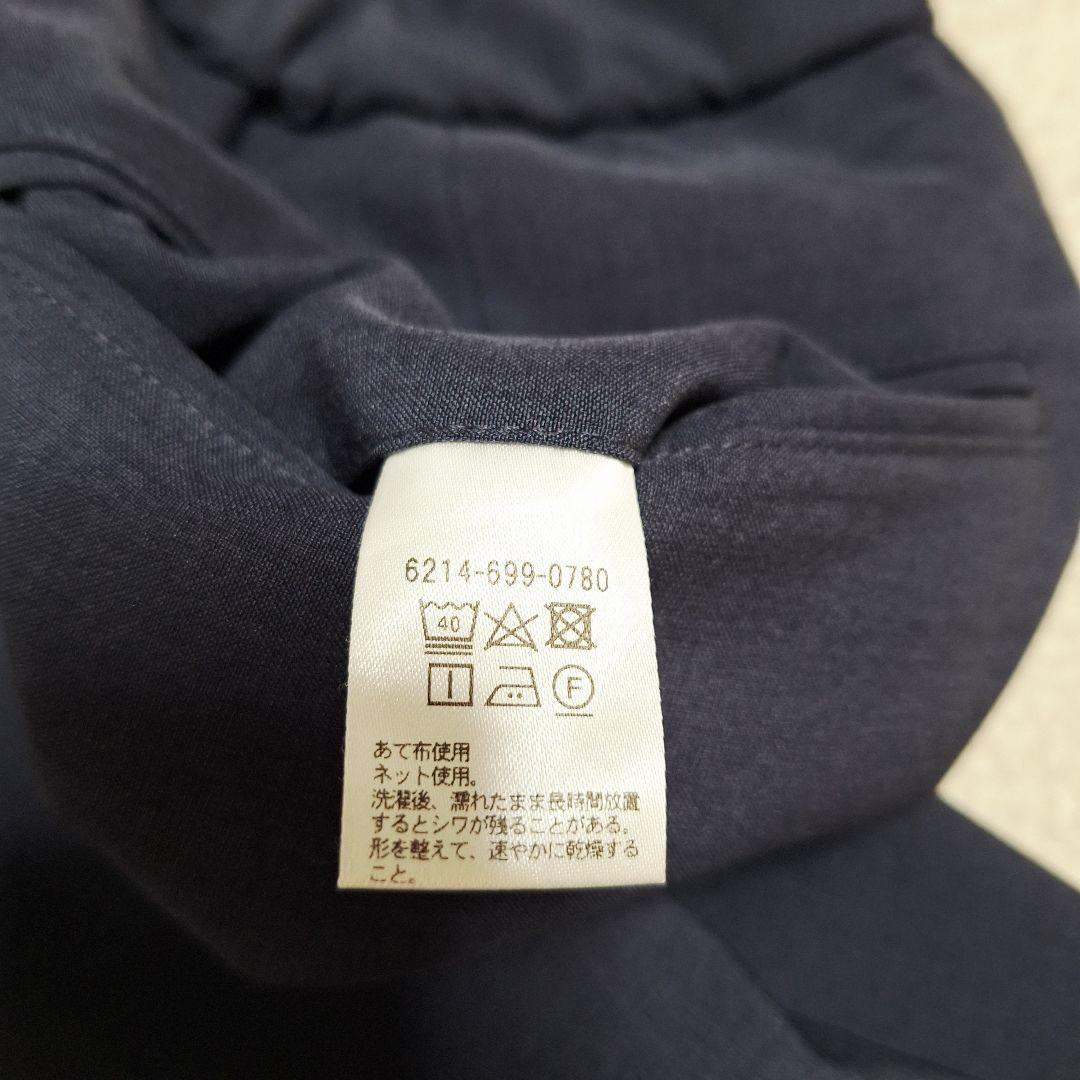 6214-699-0780
40
F
あて布使用
ネット使用。
洗濯後、濡れたまま長時間放置
するとシワが残ることがある。
形を整えて、速やかに乾燥する
こと。